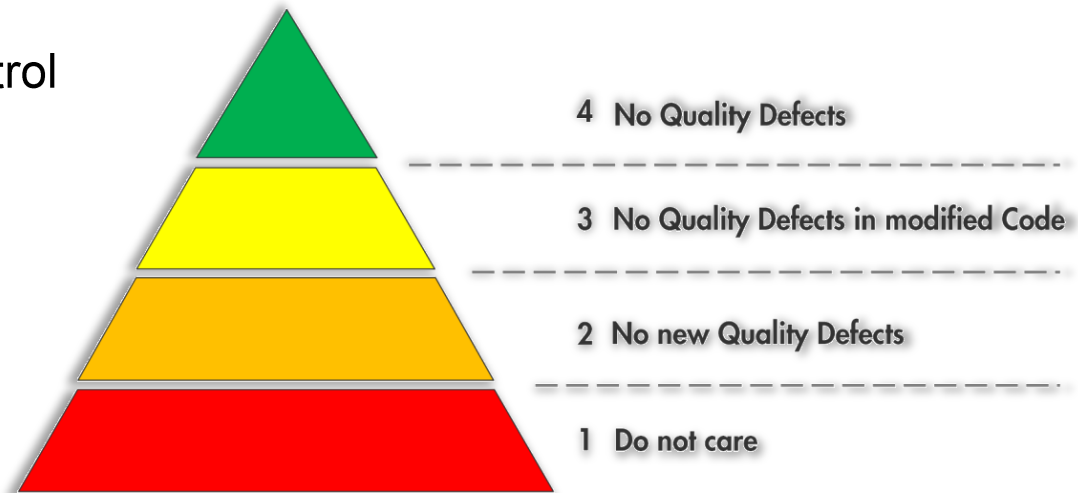 trol
4 No Quality Defects
3 No Quality Defects in modified Code
2 No new Quality Defects
1 Do not care